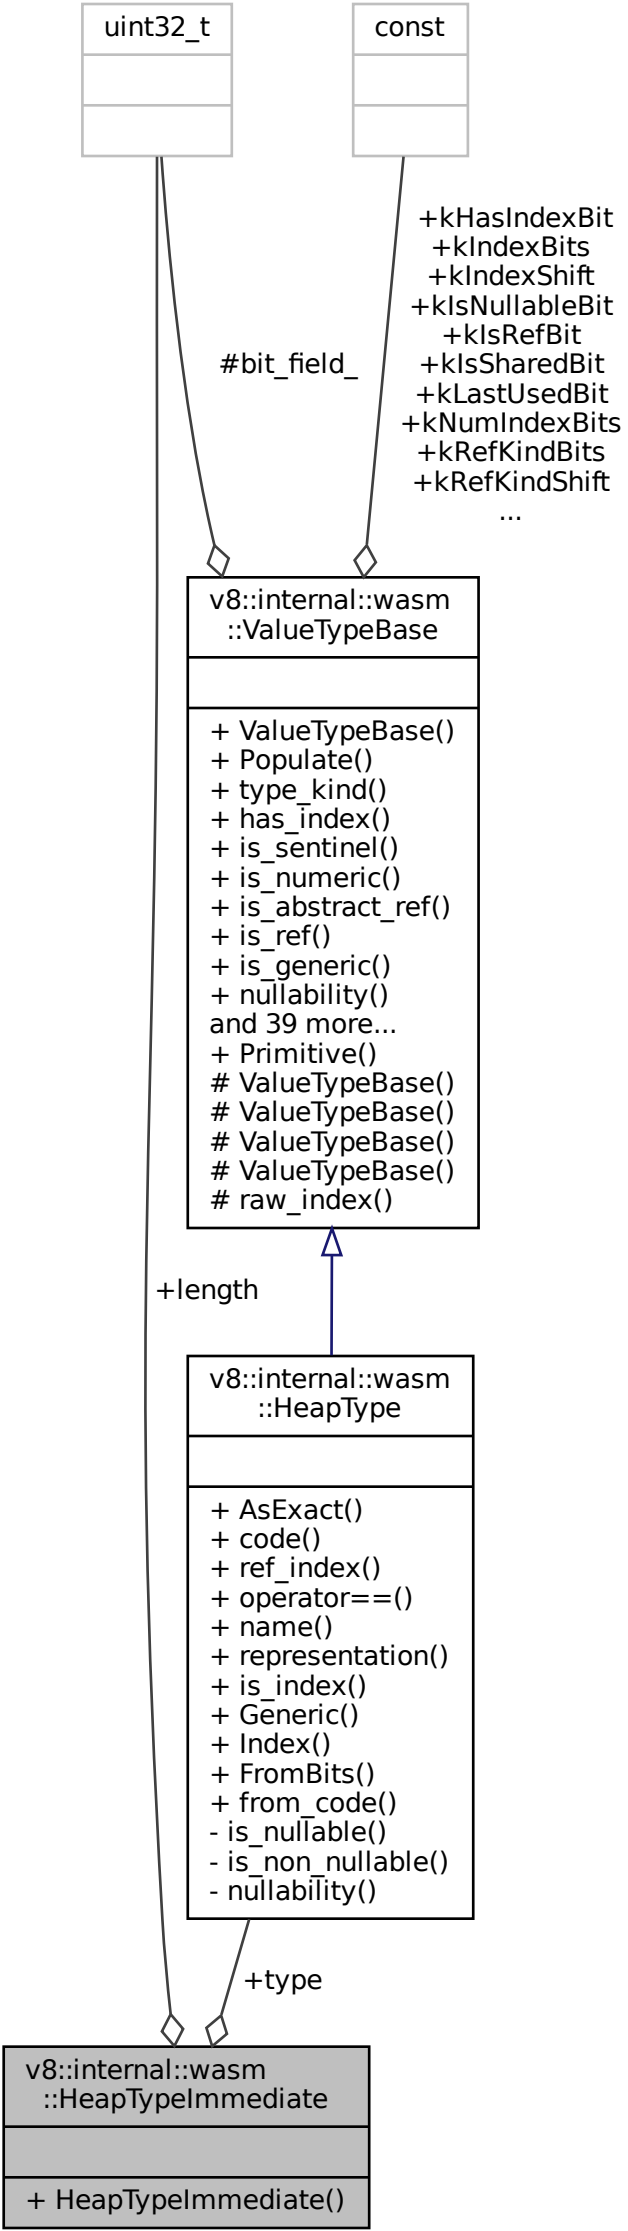 uint32_t
const
+kHasIndexBit
+kIndexBits
+kIndexShift
+kIsNullableBit
+kIsRefBit
+kIsSharedBit
+kLastUsedBit
+kNumIndexBits
+kRefKindBits
+kRefKindShift
...
#bit_field_
v8::internal::wasm
::ValueTypeBase
+ ValueTypeBase()
+ Populate()
+ type_kind()
+ has_index()
+ is_sentinel()
+ is_numeric()
+ is_abstract_ref()
+ is_ref()
+ is_generic()
+ nullability()
and 39 more...
+ Primitive()
# ValueTypeBase()
# ValueTypeBase()
# ValueTypeBase()
# ValueTypeBase()
# raw_index()
+length
v8::internal::wasm
::HeapType
+ AsExact()
+ code()
+ ref_index()
+ operator==()
+ name()
+ representation()
+ is_index()
+ Generic()
+ Index()
+ FromBits()
+ from_code()
- is_nullable()
- is_non_nullable()
- nullability()
+type
v8::internal::wasm
::HeapTypeImmediate
+ HeapTypeImmediate()